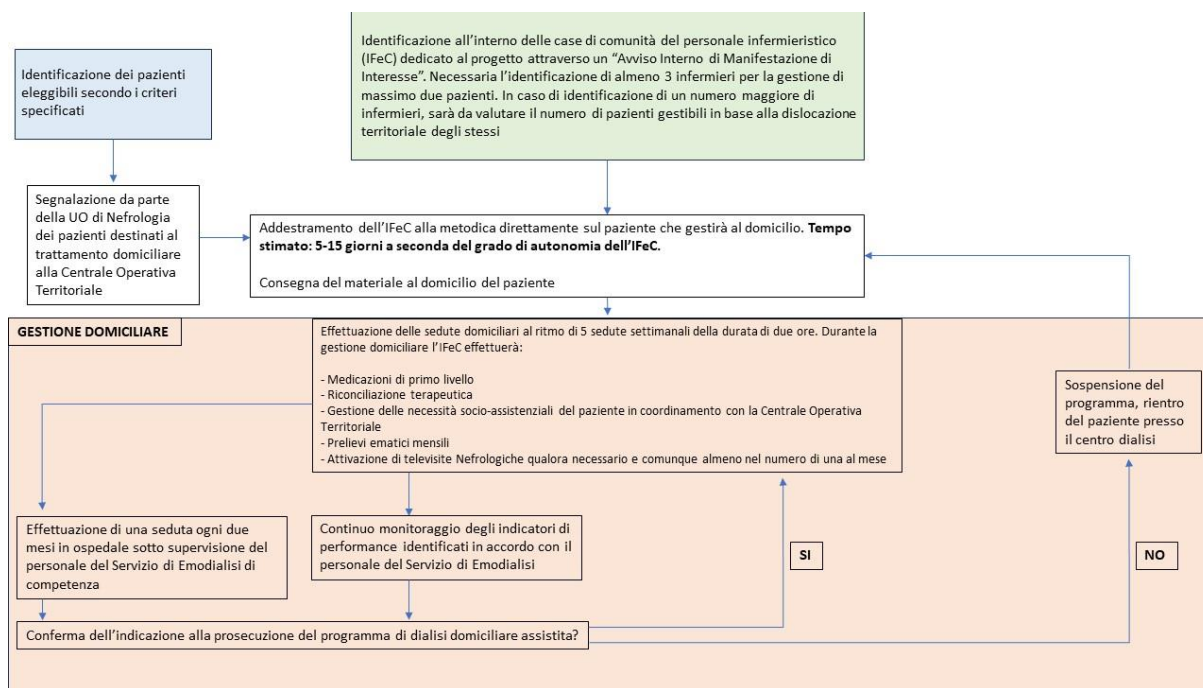 Identificazione dei pazienti
eleggibili secondo i criteri
specificati
Identificazione all’interno delle case di comunità del personale infermieristico
(IFeC) dedicato al progetto attraverso un “Avviso Interno di Manifestazione di
Interesse”. Necessaria l’identificazione di almeno 3 infermieri per la gestione di
massimo due pazienti. In caso di identificazione di un numero maggiore di
infermieri, sarà da valutare il numero di pazienti gestibili in base alla dislocazione
territoriale degli stessi
Segnalazione da parte
della UO di Nefrologia
dei pazienti destinati al
trattamento domiciliare
alla Centrale Operativa
Territoriale
Addestramento dell’IFeC alla metodica direttamente sul paziente che gestirà al domicilio. Tempo
stimato: 5-15 giorni a seconda del grado di autonomia dell’IFeC.
Consegna del materiale al domicilio del paziente
GESTIONE DOMICILIARE
Effettuazione delle sedute domiciliari al ritmo di 5 sedute settimanali della durata di due ore. Durante la
gestione domiciliare l’IFeC effettuerà:
- Medicazioni di primo livello
- Riconciliazione terapeutica
- Gestione delle necessità socio-assistenziali del paziente in coordinamento con la Centrale Operativa
Territoriale
- Prelievi ematici mensili
- Attivazione di televisite Nefrologiche qualora necessario e comunque almeno nel numero di una al mese
Sospensione del
programma, rientro
del paziente presso
il centro dialisi
Effettuazione di una seduta ogni due
mesi in ospedale sotto supervisione del
personale del Servizio di Emodialisi di
competenza
Continuo monitoraggio degli indicatori di
performance identificati in accordo con il
personale del Servizio di Emodialisi
SI
NO
Conferma dell’indicazione alla prosecuzione del programma di dialisi domiciliare assistita?